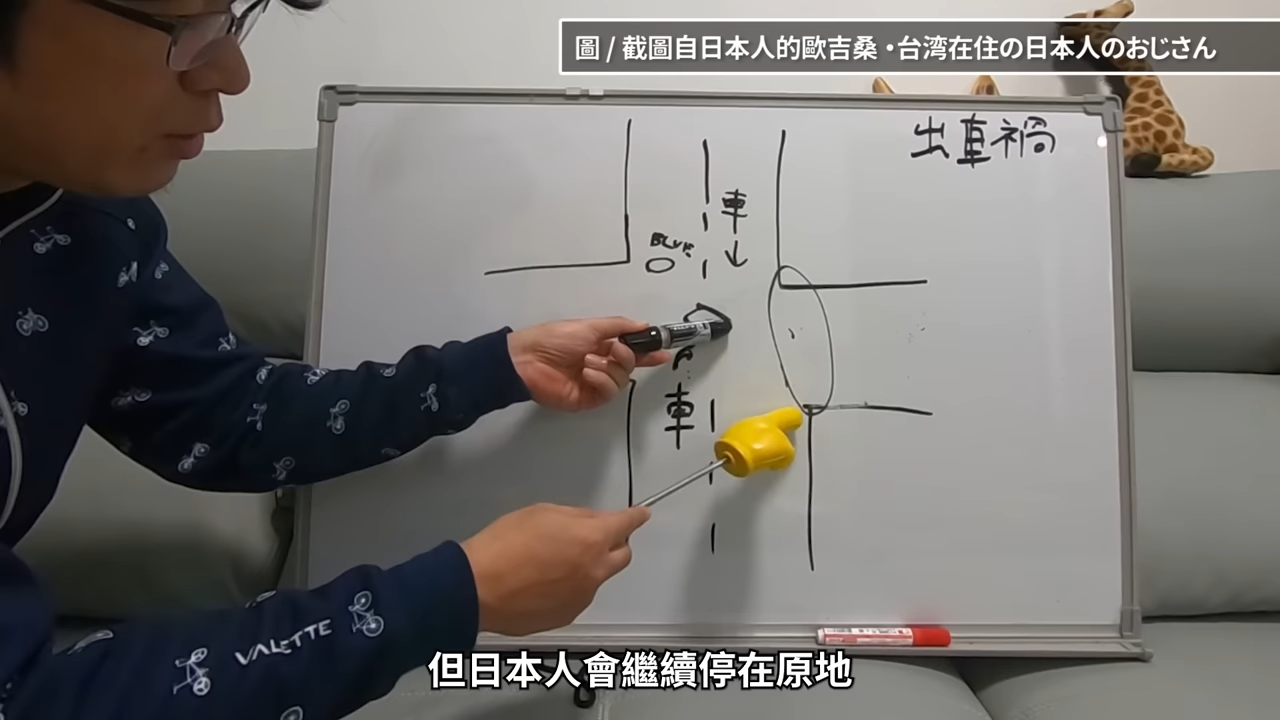 圖 / 截圖自日本人的歐吉桑・台湾在住の日本人のおじさん
出車禍
車
車
VALETTE
但日本人會繼續停在原地